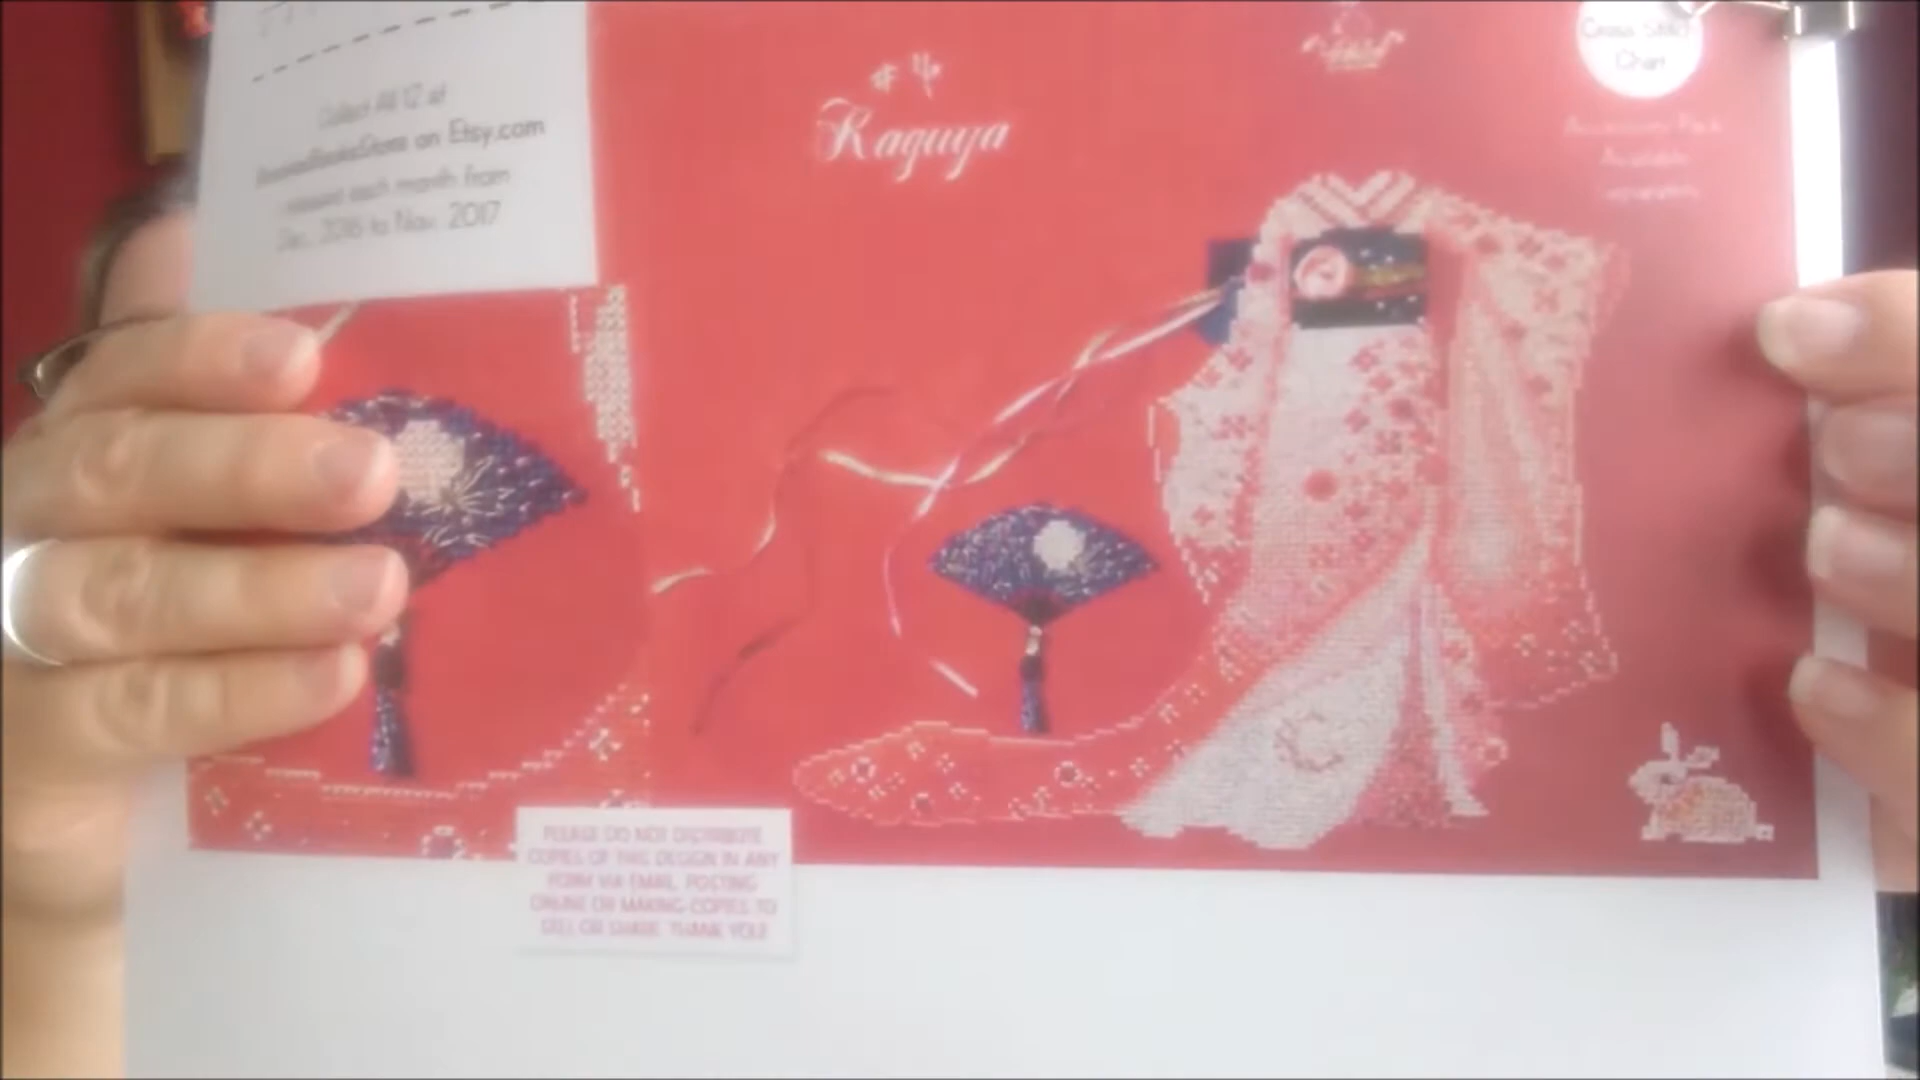 Collect All 12 at
on Etsy.com
each month from
Dec. 2016 to Nov. 2017
#4
Kaguya
Cross Stitch
Chart
Accessory Pack
Available
PLEASE DO NOT DISTRIBUTE
COPIES OF THIS DESIGN IN ANY
FORM VIA EMAIL, POSTING
ONLINE OR MAKING COPIES TO
SELL OR SHARE. THANK YOU!